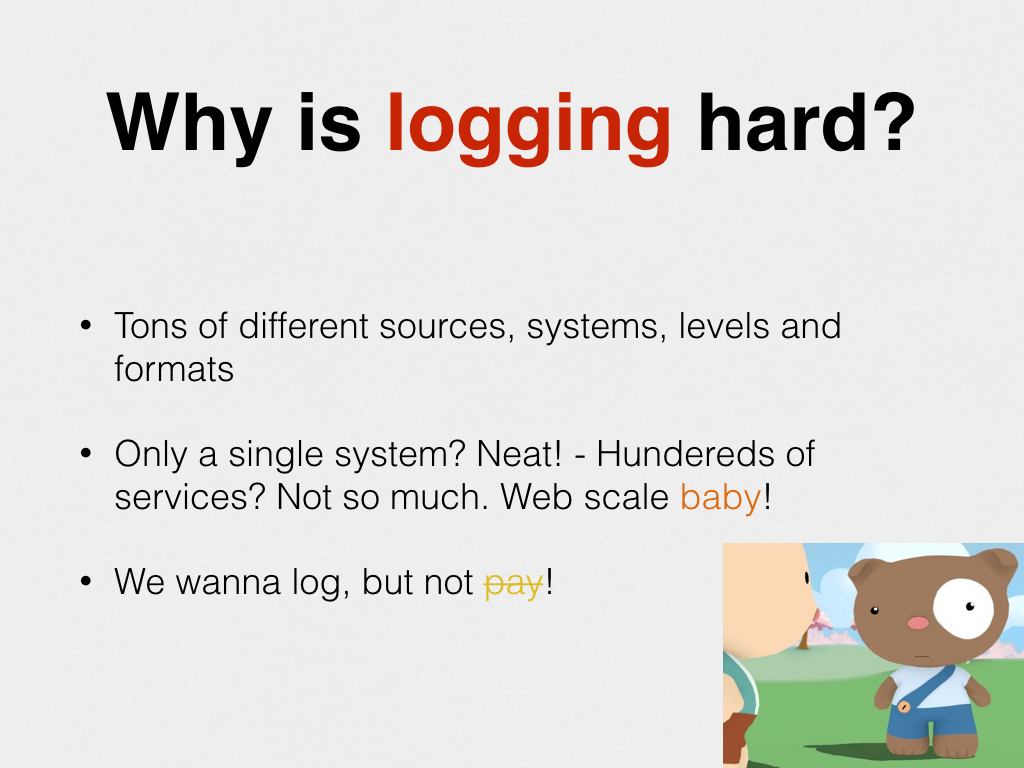 Why is logging hard?
• Tons of different sources, systems, levels and
formats
• Only a single system? Neat! - Hundereds of
services? Not so much. Web scale baby!
• We wanna log, but not pay!